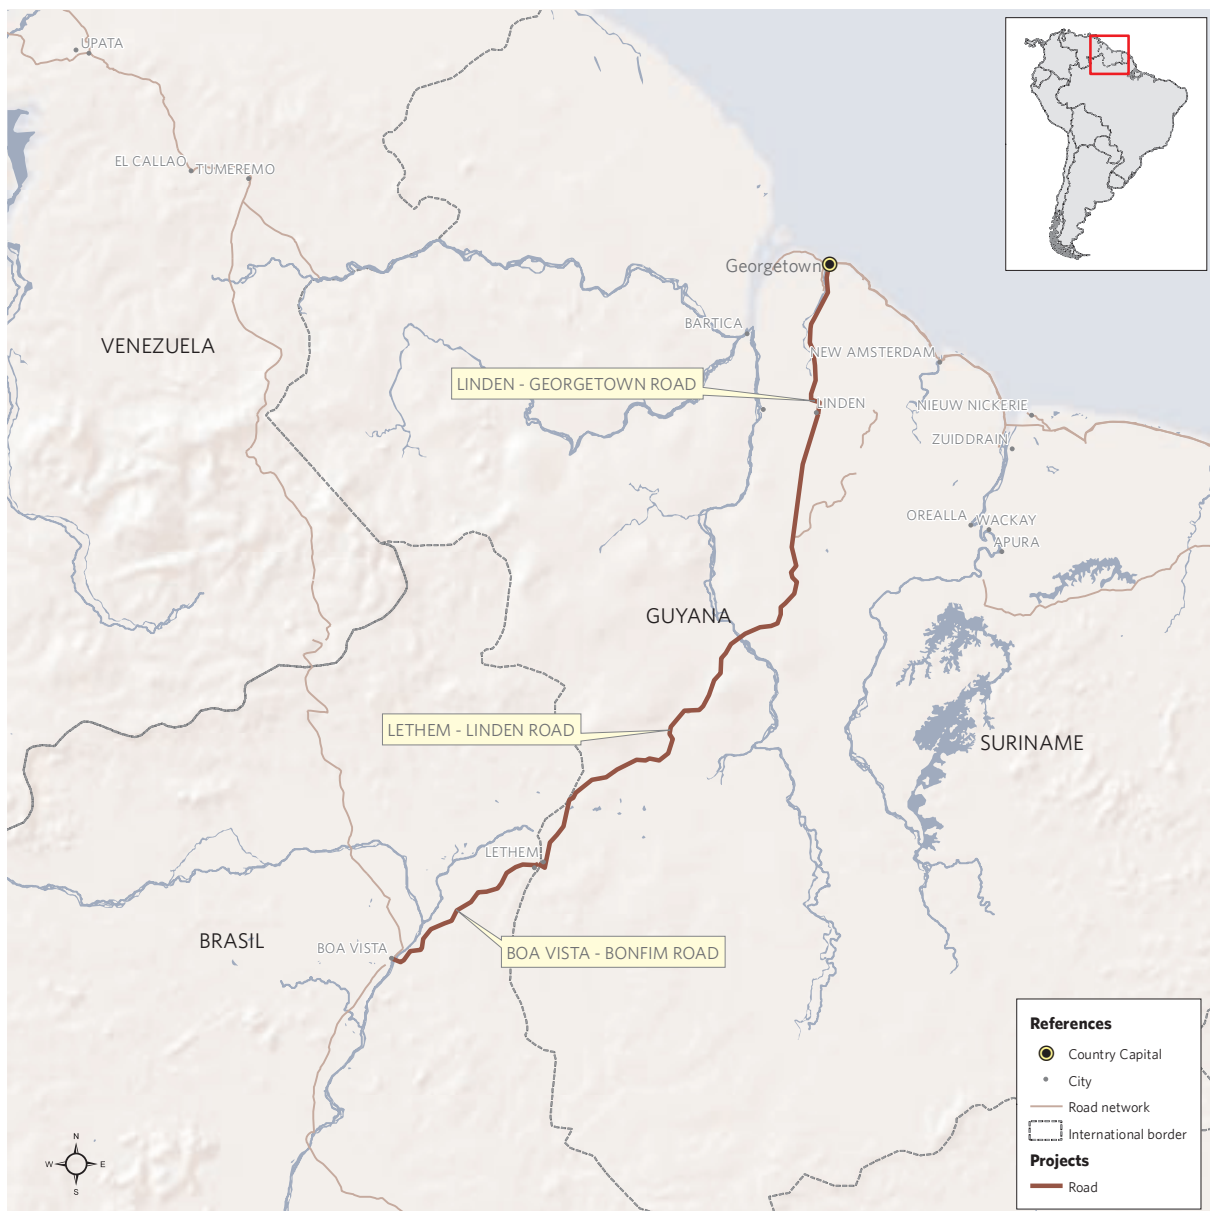 UPATA
EL CALLAO
TUMEREMO
Georgetown
VENEZUELA
BARTICA
NEW AMSTERDAM
LINDEN - GEORGETOWN ROAD
LINDEN
NIEUW NICKERIE
ZUIDDRAIN
OREALLA
WACKAY
APURA
GUYANA
LETHEM - LINDEN ROAD
SURINAME
LETHEM
BRASIL
BOA VISTA
BOA VISTA - BONFIM ROAD
References
Country Capital
City
Road network
International border
Projects
Road
N
W
E
S